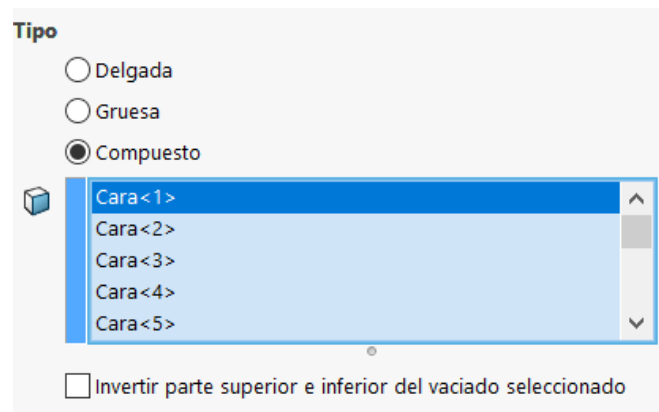 Tipo
Delgada
Gruesa
Compuesto
Cara<1>
Cara<2>
Cara<3>
Cara<4>
Cara<5>
Invertir parte superior e inferior del vaciado seleccionado